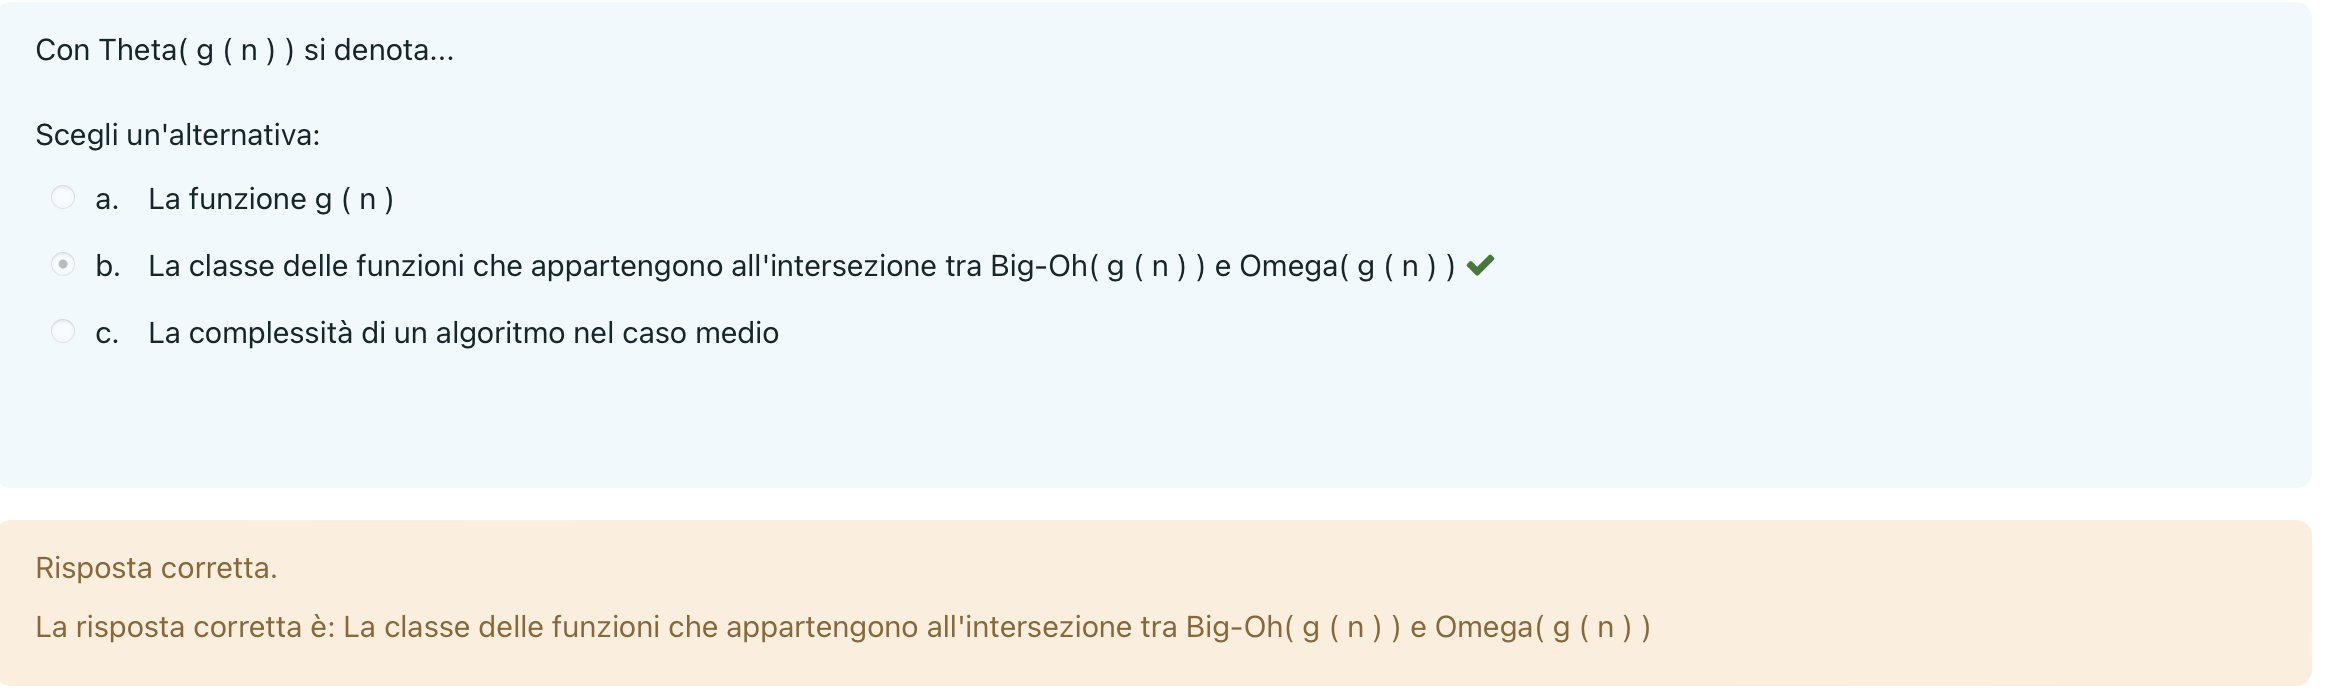 Con Theta( g ( n ) ) si denota...
Scegli un'alternativa:
a. La funzione g ( n )
b. La classe delle funzioni che appartengono all'intersezione tra Big-Oh( g ( n ) ) e Omega( g ( n ) )
c. La complessità di un algoritmo nel caso medio
Risposta corretta.
La risposta corretta è: La classe delle funzioni che appartengono all'intersezione tra Big-Oh( g ( n ) ) e Omega( g ( n ) )